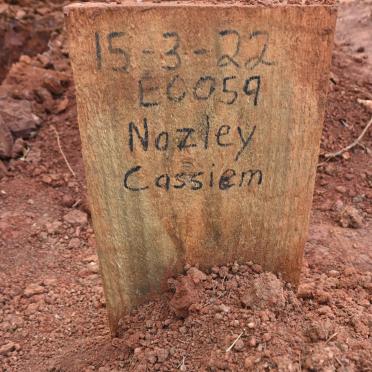 15-3-22
E0059
Nazley
Cassiem